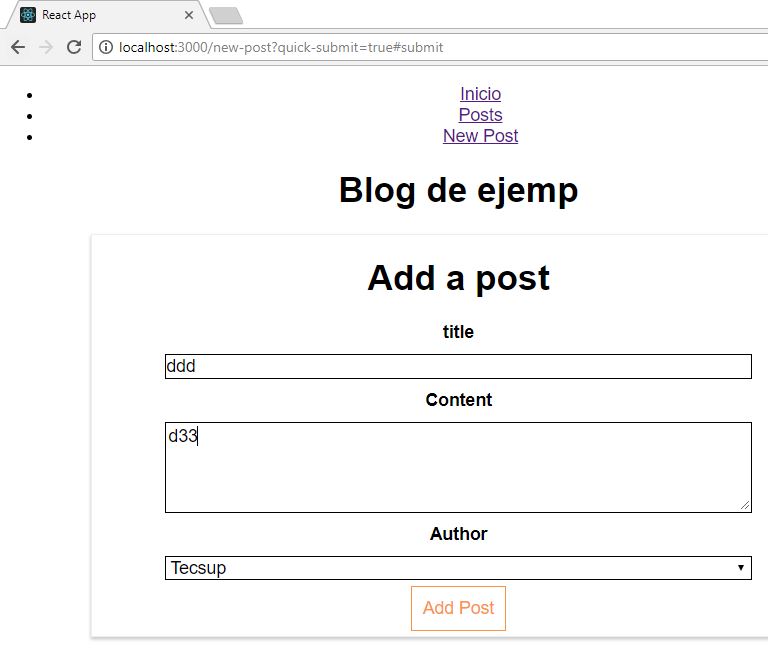 React App
localhost:3000/new-post?quick-submit=true#submit
Inicio
Posts
New Post
Blog de ejemp
Add a post
title
ddd
Content
d33
Author
Tecsup
Add Post